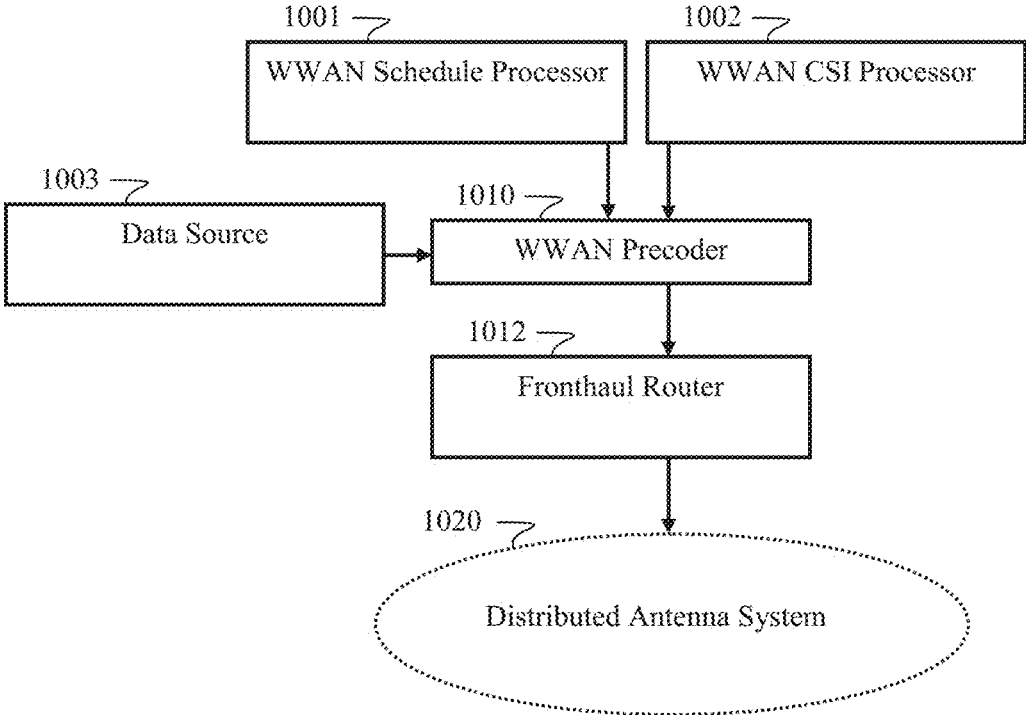 1001
1002
WWAN Schedule Processor
WWAN CSI Processor
1003
1010
Data Source
WWAN Precoder
1012
Fronthaul Router
1020
Distributed Antenna System